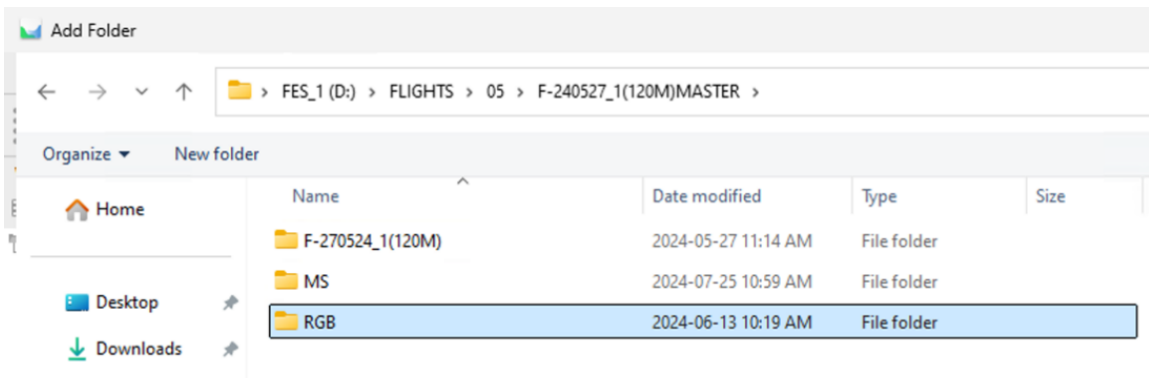 Add Folder
FES_1 (D:) > FLIGHTS > 05 > F-240527_1(120M)MASTER >
Organize New folder
Name Date modified Type Size
Home
F-270524_1(120M) 2024-05-27 11:14 AM File folder
MS 2024-07-25 10:59 AM File folder
Desktop
RGB 2024-06-13 10:19 AM File folder
Downloads